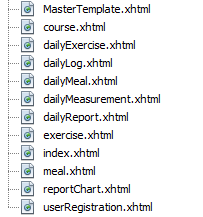 MasterTemplate.xhtml
course.xhtml
dailyExercise.xhtml
dailyLog.xhtml
dailyMeal.xhtml
dailyMeasurement.xhtml
dailyReport.xhtml
exercise.xhtml
index.xhtml
meal.xhtml
reportChart.xhtml
userRegistration.xhtml